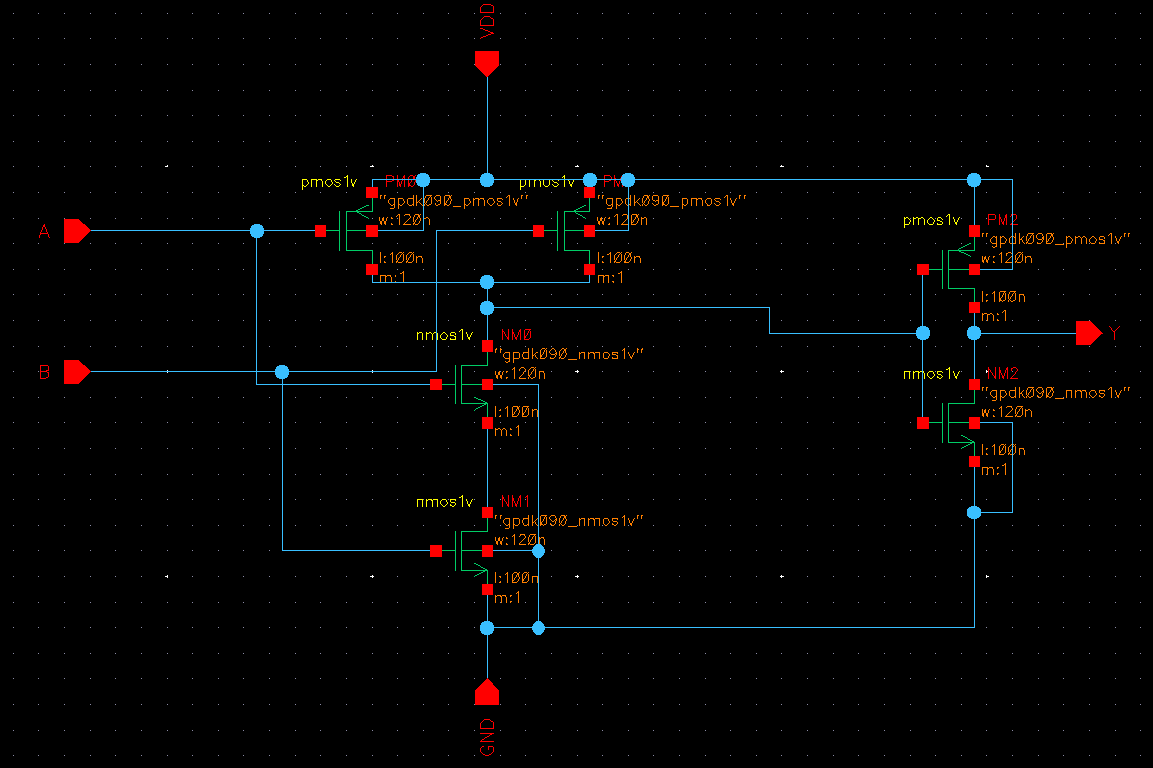 VDD
pmos1v PM0
"gpdk090_pmos1v"
w:120n
l:100n
m:1
pmos1v
"gpdk090_pmos1v"
w:120n
l:100n
m:1
A
pmos1v PM2
"gpdk090_pmos1v"
w:120n
l:100n
m:1
nmos1v NM0
"gpdk090_nmos1v"
w:120n
l:100n
m:1
Y
B
nmos1v NM2
"gpdk090_nmos1v"
w:120n
l:100n
m:1
nmos1v NM1
"gpdk090_nmos1v"
w:120n
l:100n
m:1
GND